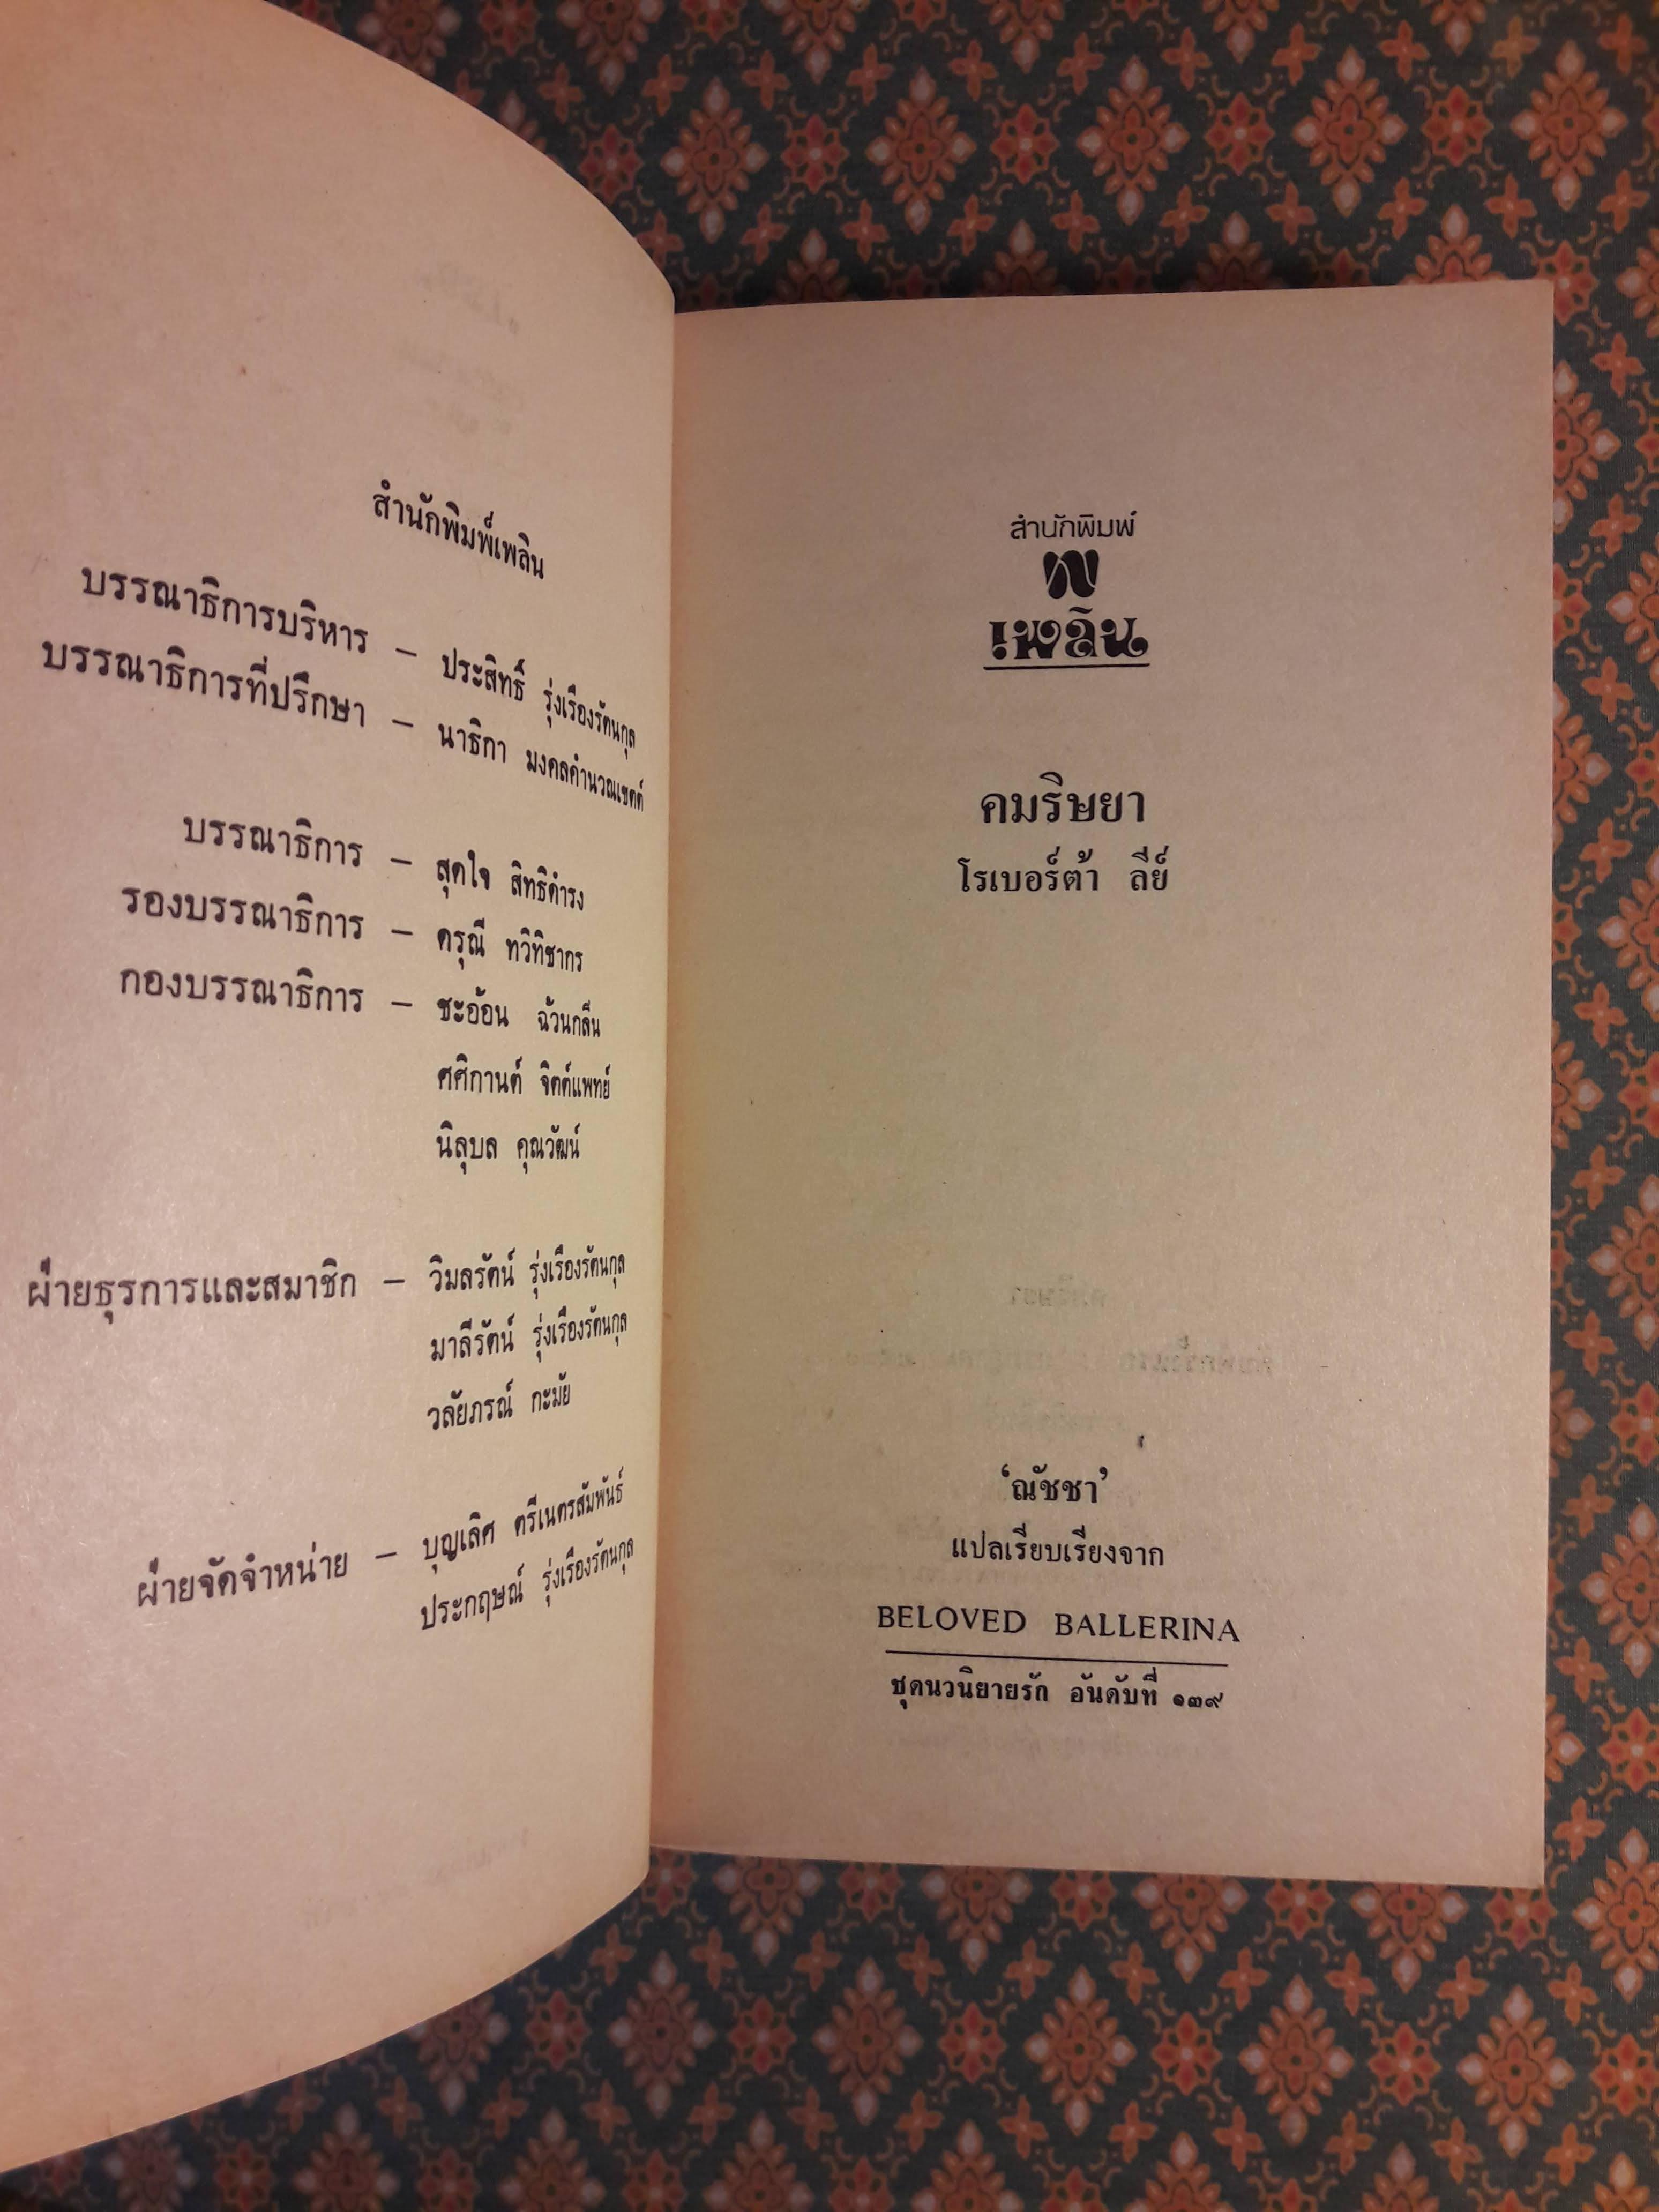 สำนักพิมพ์เพลิน
บรรณาธิการบริหาร – ประสิทธิ์ รุ่งเรืองรัตนกุล
บรรณาธิการที่ปรึกษา – นาธิกา มงคลคำนวณเขตต์
บรรณาธิการ – สุดใจ สิทธิดำรง
รองบรรณาธิการ – ดรุณี ทวิทิชากร
กองบรรณาธิการ – ชะอ้อน ฉ้วนกลิ่น
ศศิกานต์ จิตต์แพทย์
นิลุบล คุณวัฒน์
ฝ่ายธุรการและสมาชิก – วิมลรัตน์ รุ่งเรืองรัตนกุล
มาลีรัตน์ รุ่งเรืองรัตนกุล
วลัยภรณ์ กะมัย
ฝ่ายจัดจำหน่าย – บุญเลิศ ตรีเนตรสัมพันธ์
ประกฤษณ์ รุ่งเรืองรัตนกุล
สำนักพิมพ์
เพลิน
คมริษยา
โรเบอร์ต้า ลีย์
‘ณัชชา’
แปลเรียบเรียงจาก
BELOVED BALLERINA
ชุดนวนิยายรัก อันดับที่ ๑๓๙